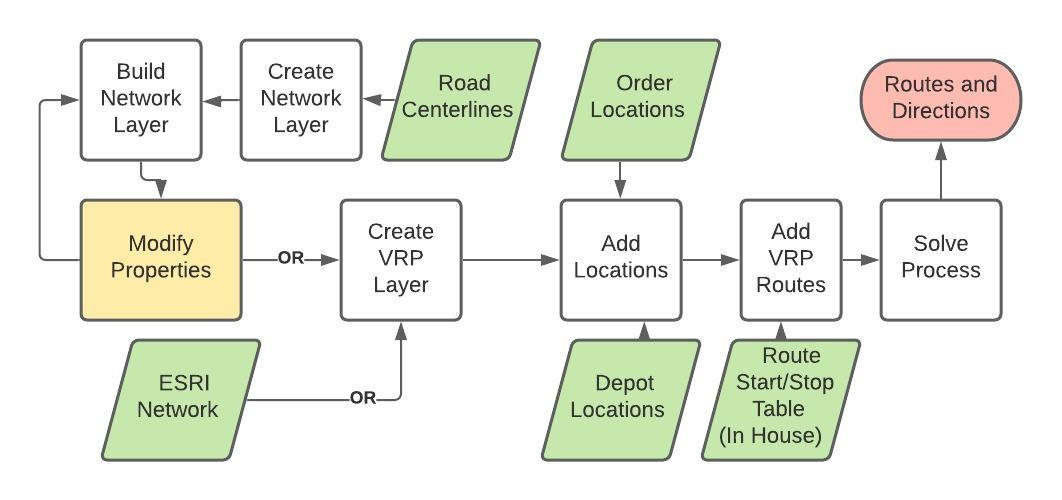 Build
Network
Layer
Create
Network
Layer
Road
Centerlines
Order
Locations
Routes and
Directions
Modify
Properties
OR
Create
VRP
Layer
Add
Locations
Add
VRP
Routes
Solve
Process
ESRI
Network
OR
Depot
Locations
Route
Start/Stop
Table
(In House)